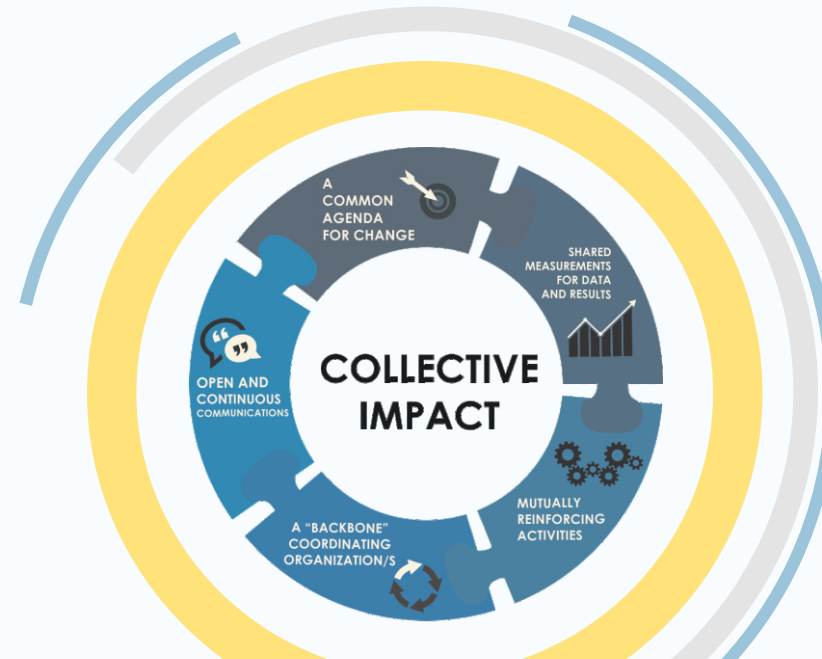 A
COMMON
AGENDA
FOR CHANGE
SHARED
MEASUREMENTS
FOR DATA
AND RESULTS
MUTUALLY
REINFORCING
ACTIVITIES
A “BACKBONE”
COORDINATING
ORGANIZATION/S
OPEN AND
CONTINUOUS
COMMUNICATIONS
COLLECTIVE
IMPACT